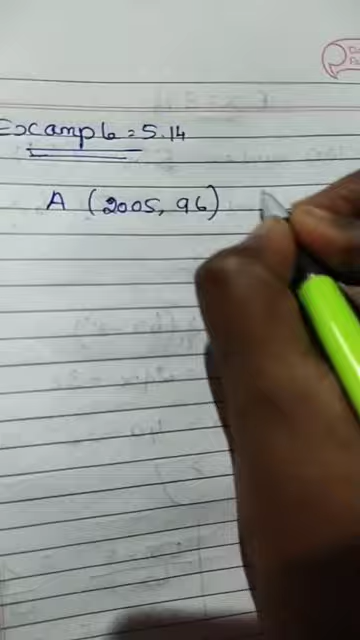 Example = 5.14
A (2005, 96)